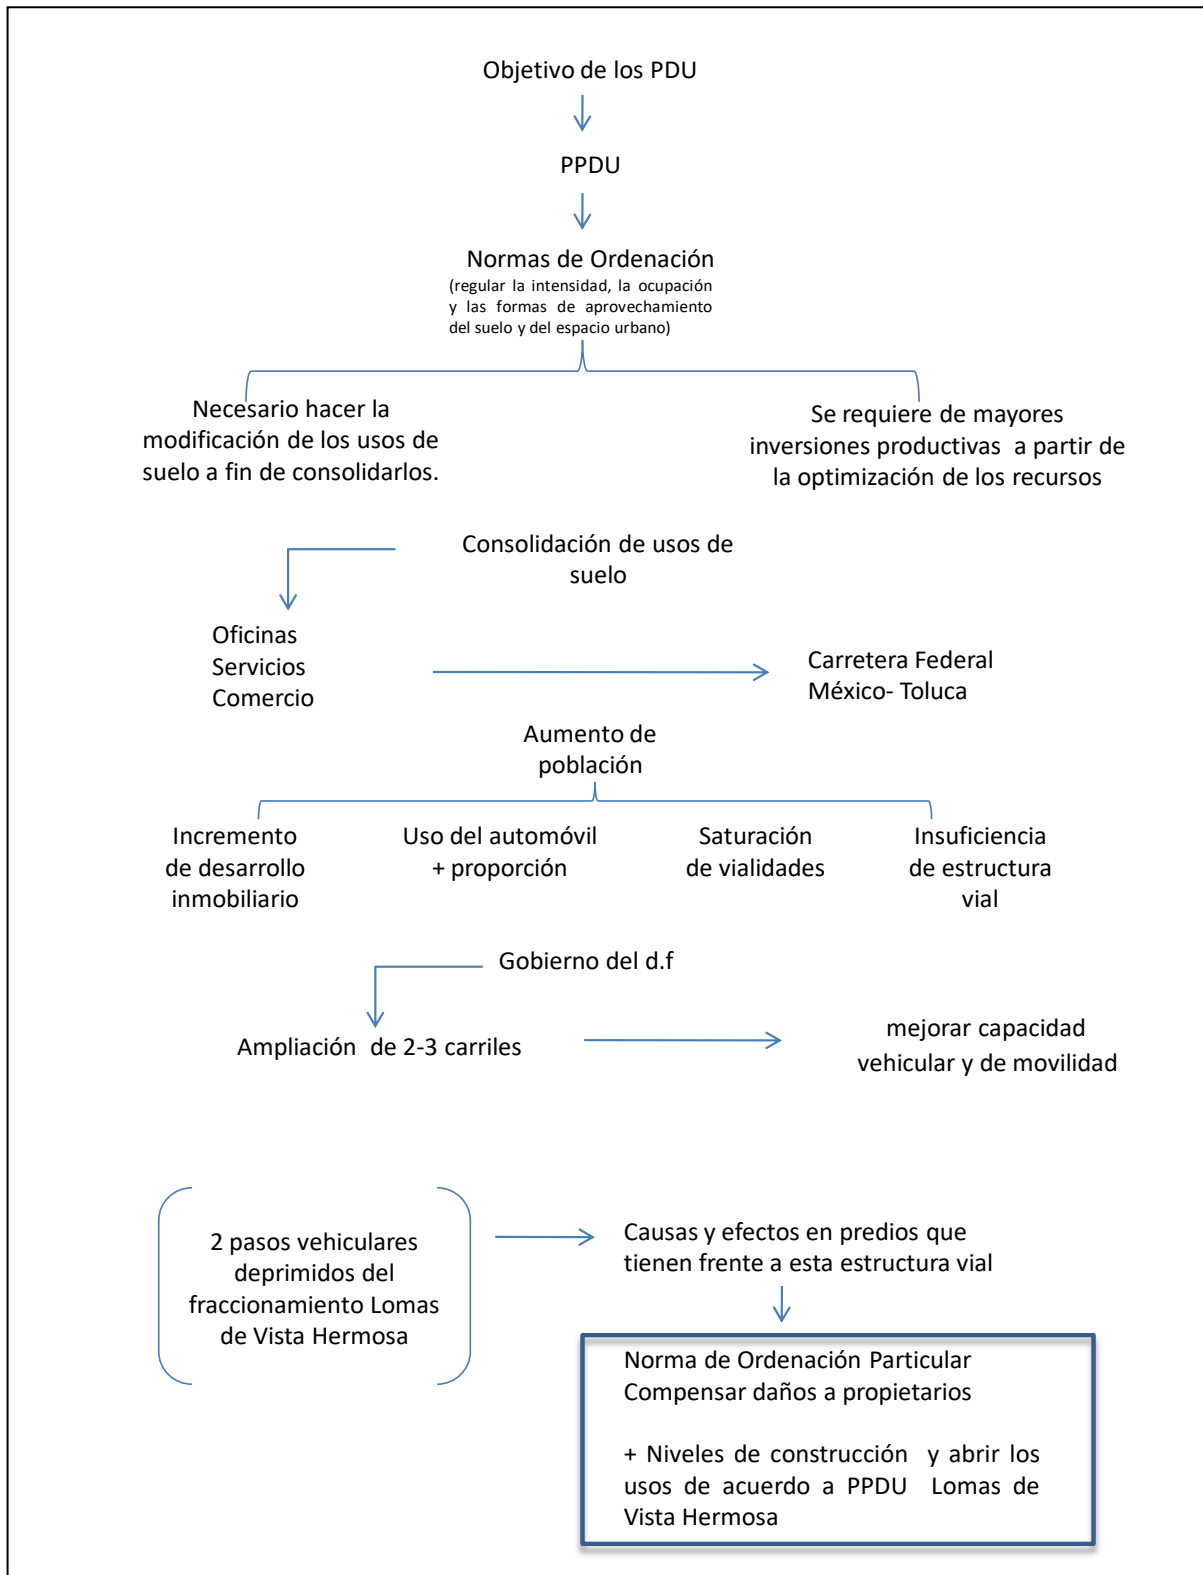 Objetivo de los PDU
PPDU
Normas de Ordenación
(regular la intensidad, la ocupación
y las formas de aprovechamiento
del suelo y del espacio urbano)
Necesario hacer la
modificación de los usos de
suelo a fin de consolidarlos.
Se requiere de mayores
inversiones productivas a partir de
la optimización de los recursos
Consolidación de usos de
suelo
Oficinas
Servicios
Comercio
Carretera Federal
México- Toluca
Aumento de
población
Incremento
de desarrollo
inmobiliario
Uso del automóvil
+ proporción
Saturación
de vialidades
Insuficiencia
de estructura
vial
Gobierno del d.f
Ampliación de 2-3 carriles
mejorar capacidad
vehicular y de movilidad
2 pasos vehiculares
deprimidos del
fraccionamiento Lomas
de Vista Hermosa
Causas y efectos en predios que
tienen frente a esta estructura vial
Norma de Ordenación Particular
Compensar daños a propietarios
+ Niveles de construcción y abrir los
usos de acuerdo a PPDU Lomas de
Vista Hermosa